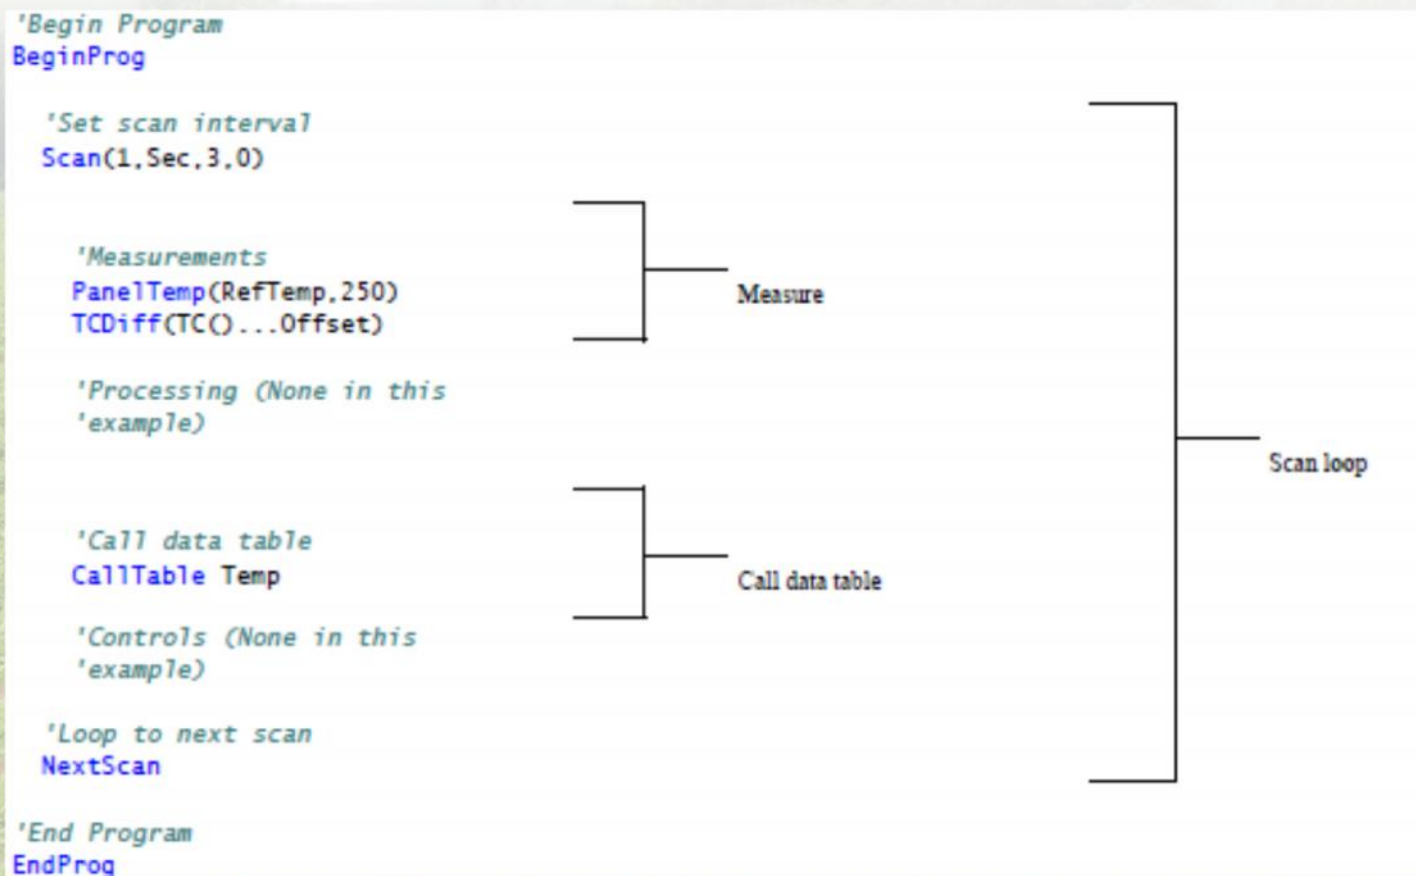 'Begin Program
BeginProg
'Set scan interval
Scan(1,Sec,3,0)
'Measurements
PanelTemp(RefTemp,250)
TCDiff(TC()...Offset)
Measure
'Processing (None in this
'example)
Scan loop
'Call data table
CallTable Temp
Call data table
'Controls (None in this
'example)
'Loop to next scan
NextScan
'End Program
EndProg